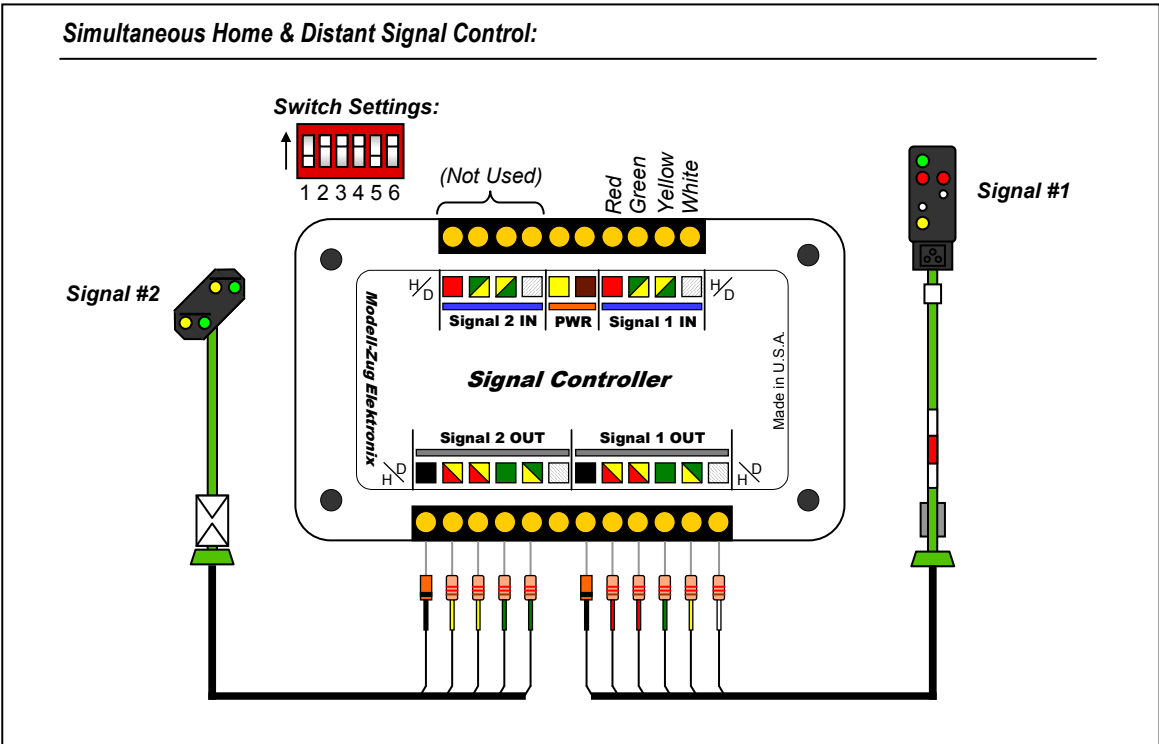 Simultaneous Home & Distant Signal Control:
Switch Settings:
1 2 3 4 5 6
(Not Used)
Red
Green
Yellow
White
Signal #1
Signal #2
H/D
H/D
Signal 2 IN
PWR
Signal 1 IN
Modell-Zug Elektronix
Signal Controller
Made in U.S.A.
Signal 2 OUT
Signal 1 OUT
H\D
H\D